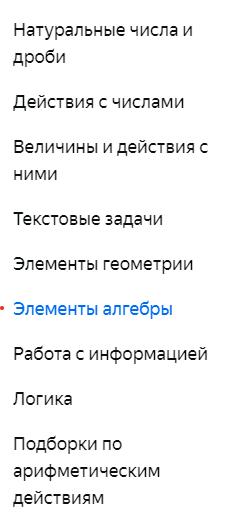 Натуральные числа и
дроби
Действия с числами
Величины и действия с
ними
Текстовые задачи
Элементы геометрии
Элементы алгебры
Работа с информацией
Логика
Подборки по
арифметическим
действиям